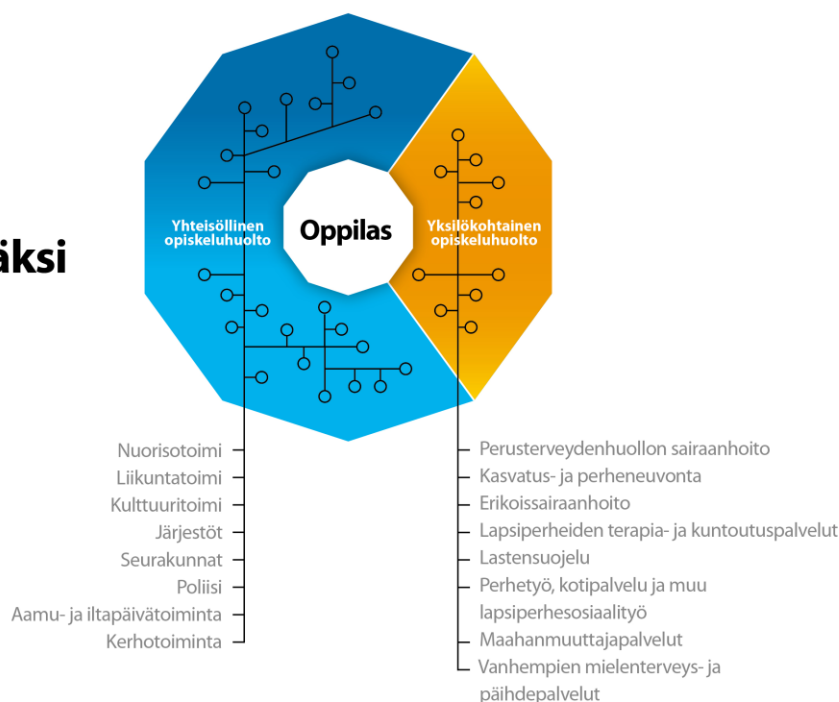 äksi
Yhteisöllinen
opiskeluhuolto
Oppilas
Yksilökohtainen
opiskeluhuolto
Nuorisotoimi
Liikuntatoimi
Kulttuuritoimi
Järjestöt
Seurakunnat
Poliisi
Aamu- ja iltapäivätoiminta
Kerhotoiminta
Perusterveydenhuollon sairaanhoito
Kasvatus- ja perheneuvonta
Erikoissairaanhoito
Lapsiperheiden terapia- ja kuntoutuspalvelut
Lastensuojelu
Perhetyö, kotipalvelu ja muu
lapsiperhesosiaalityö
Maahanmuuttajapalvelut
Vanhempien mielenterveys- ja
päihdepalvelut